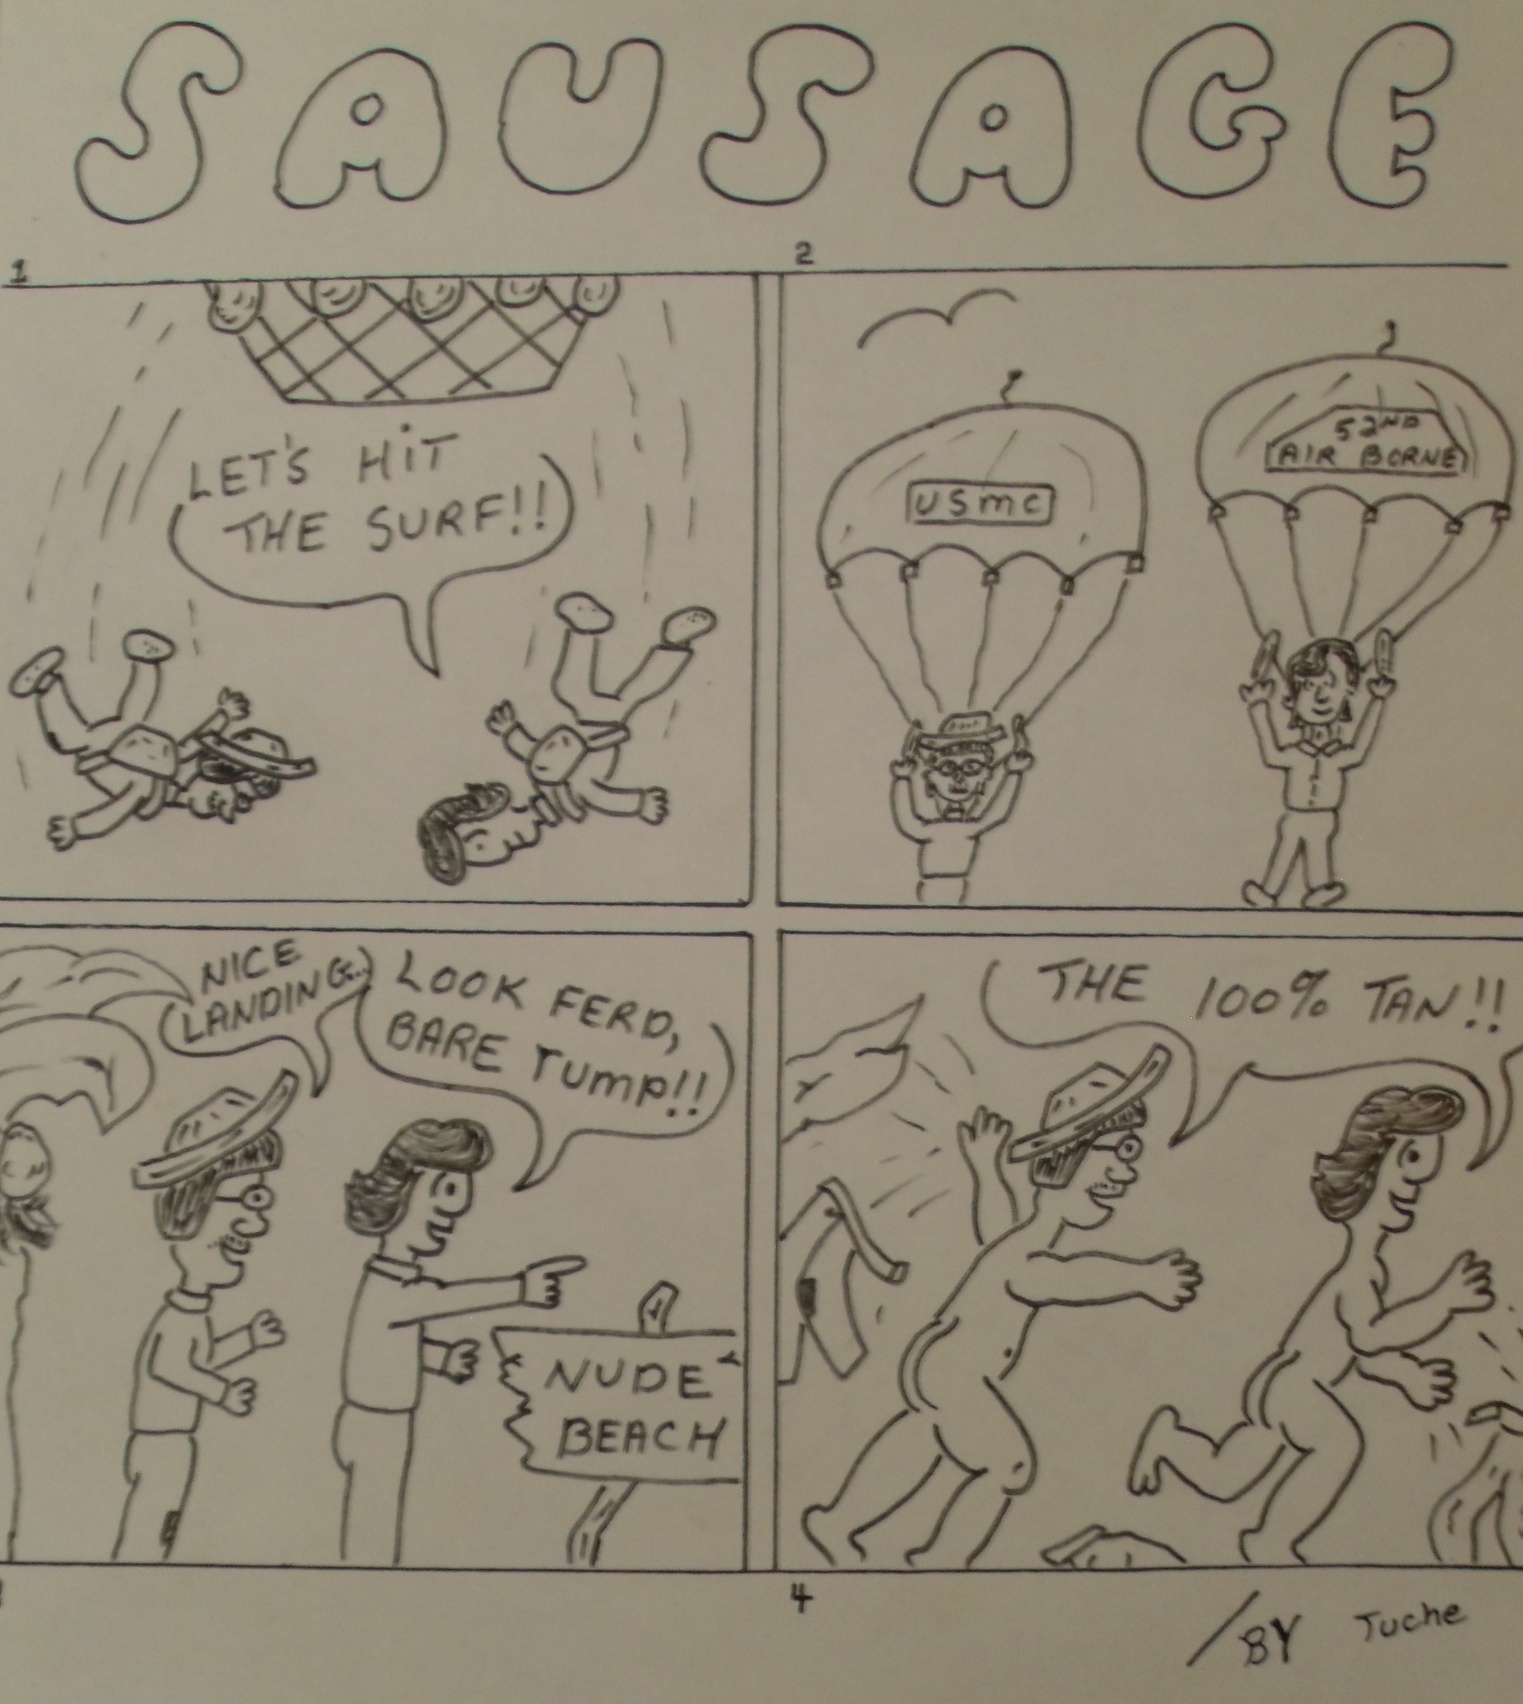 SAUSAGE
1
2
LET'S HIT
THE SURF!!
USMC
52ND
AIR BORNE
NICE
LANDING...
LOOK FERD,
BARE TUMP!!
NUDE
BEACH
THE 100% TAN!!
4
/BY Tuche